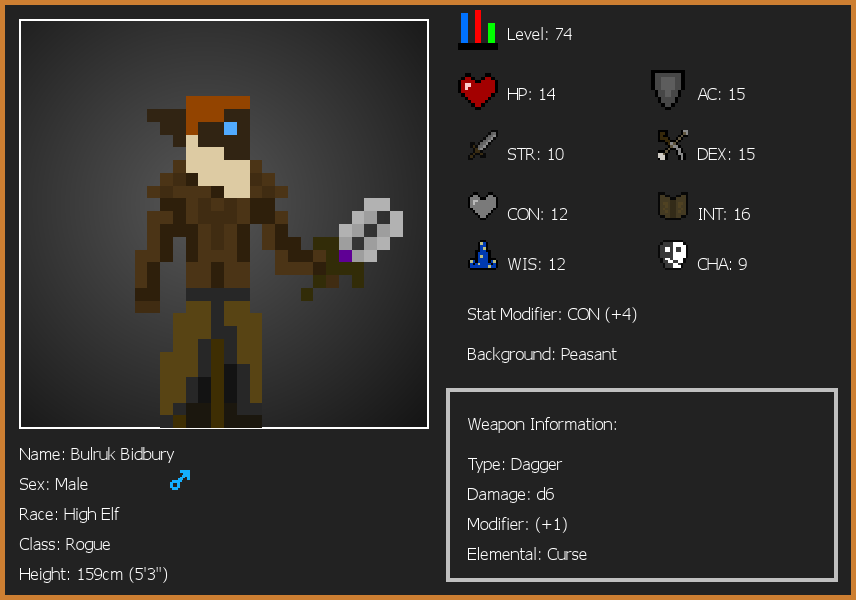 Level: 74
HP: 14
AC: 15
STR: 10
DEX: 15
CON: 12
INT: 16
WIS: 12
CHA: 9
Stat Modifier: CON (+4)
Background: Peasant
Weapon Information:
Type: Dagger
Damage: d6
Modifier: (+1)
Elemental: Curse
Name: Bulruk Bidbury
Sex: Male
Race: High Elf
Class: Rogue
Height: 159cm (5'3")